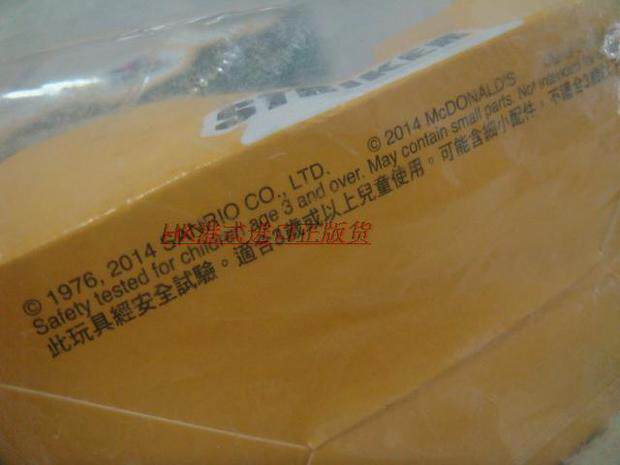 STRIKER
© 1976, 2014 SANRIO CO., LTD. © 2014 McDONALD'S
Safety tested for children age 3 and over. May contain small parts. Not intended for
此玩具經安全試驗。適合3歲或以上兒童使用。可能含細小配件，不適合3歲
HK港式迷 正版货